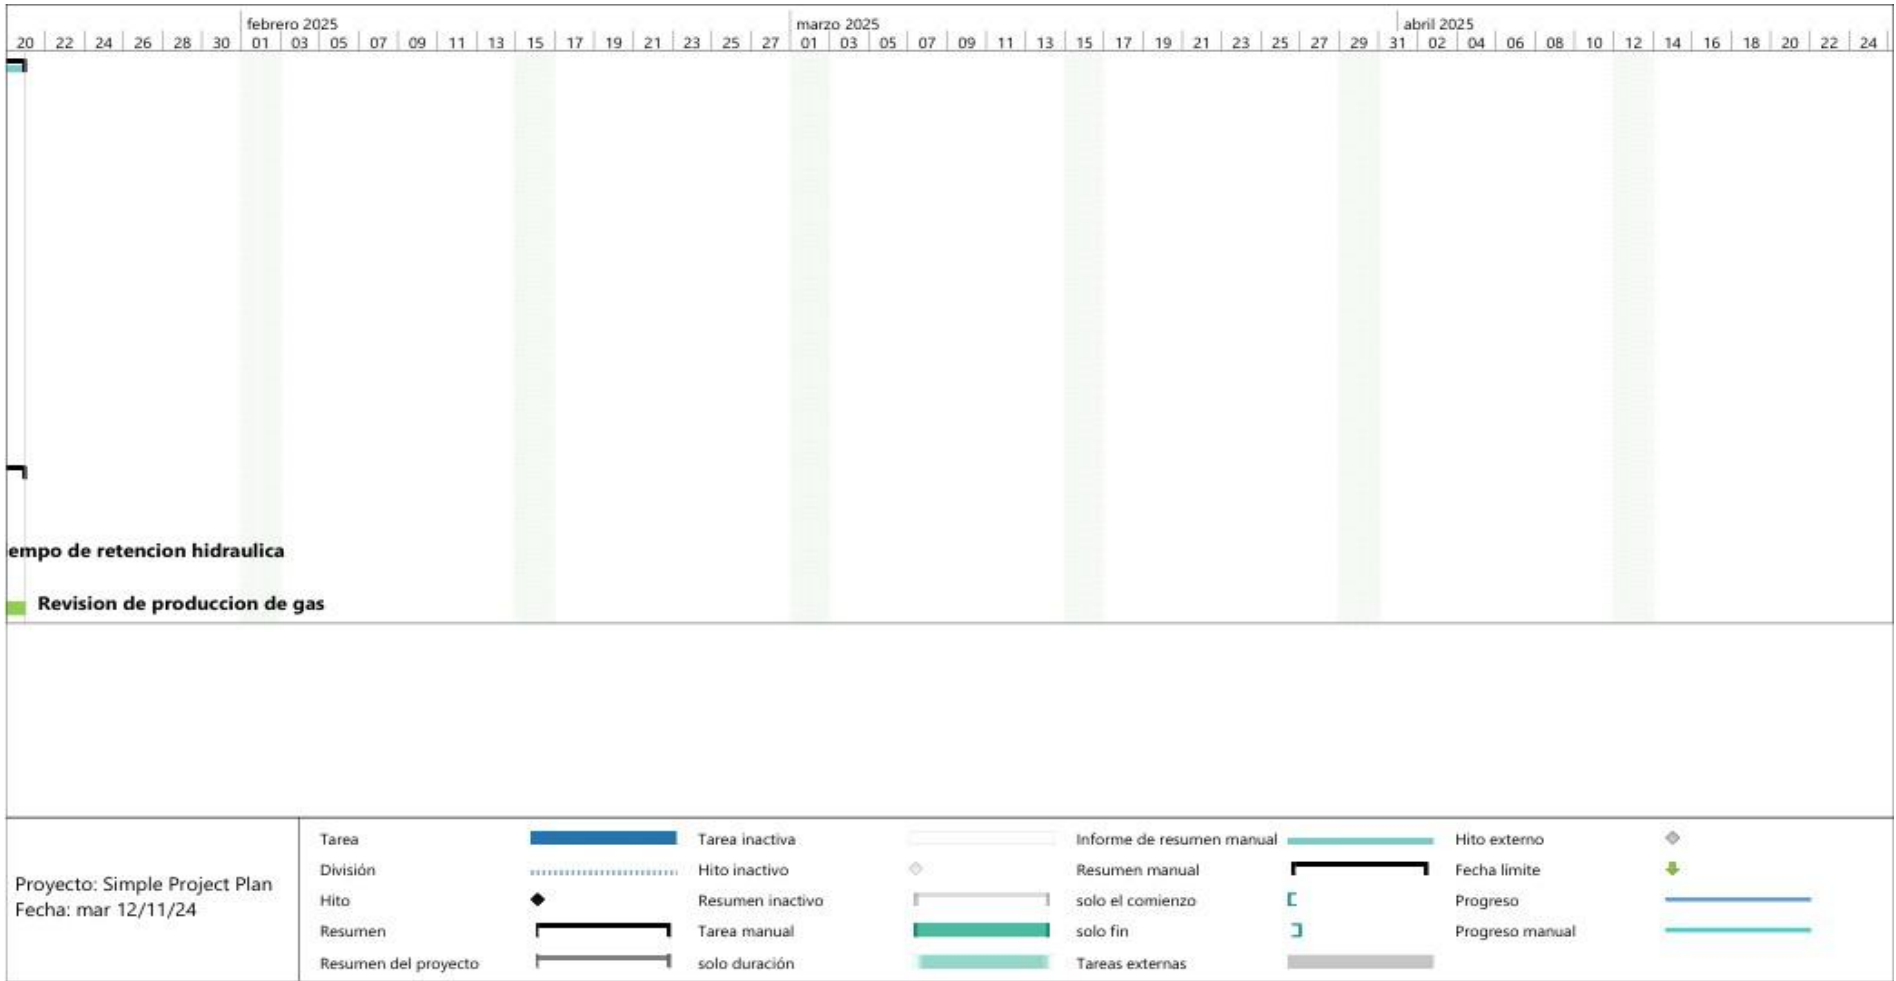 febrero 2025 marzo 2025 abril 2025
20 22 24 26 28 30 01 03 05 07 09 11 13 15 17 19 21 23 25 27 01 03 05 07 09 11 13 15 17 19 21 23 25 27 29 31 02 04 06 08 10 12 14 16 18 20 22 24
empo de retencion hidraulica
Revision de produccion de gas
Proyecto: Simple Project Plan
Fecha: mar 12/11/24
Tarea
División
Hito
Resumen
Resumen del proyecto
Tarea inactiva
Hito inactivo
Resumen inactivo
Tarea manual
solo duración
Informe de resumen manual
Resumen manual
solo el comienzo
solo fin
Tareas externas
Hito externo
Fecha límite
Progreso
Progreso manual